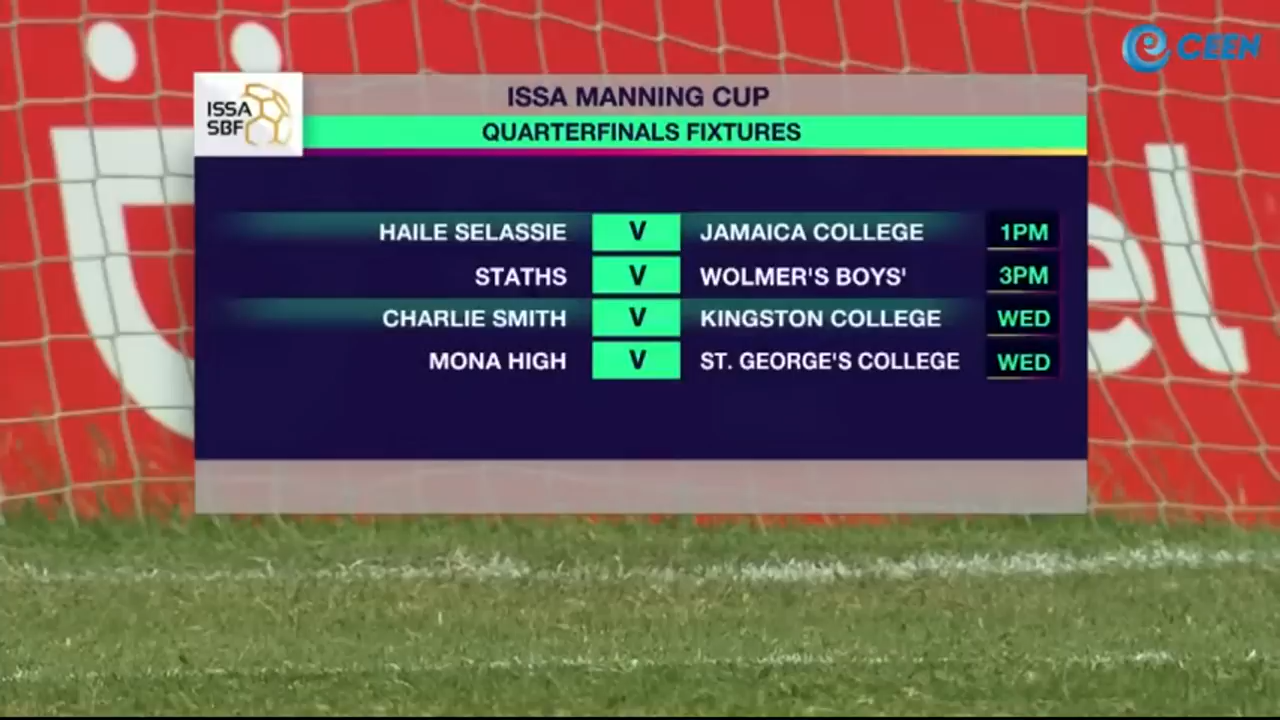 CEEN
ISSA
SBF
ISSA MANNING CUP
QUARTERFINALS FIXTURES
HAILE SELASSIE V JAMAICA COLLEGE 1PM
STATHS V WOLMER'S BOYS' 3PM
CHARLIE SMITH V KINGSTON COLLEGE WED
MONA HIGH V ST. GEORGE'S COLLEGE WED